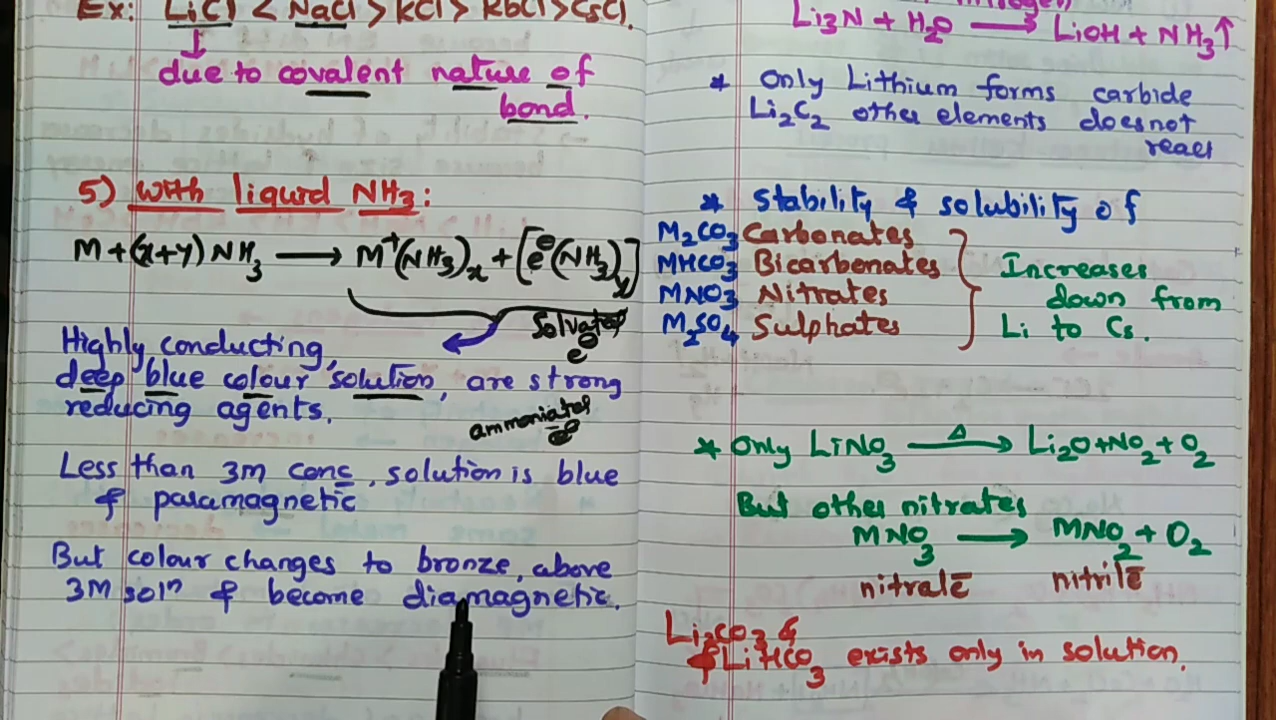 Ex: LiCl < NaCl > KCl > RbCl > CsCl.
due to covalent nature of
bond.
5) with liquid NH3:
M + (x+y) NH3 ⟶ M⁺(NH3)x + [e⊖(NH3)y]
Solvated
e⊖
Highly conducting,
deep blue colour solution, are strong
reducing agents.
ammoniated
e⊖
Less than 3M conc, solution is blue
& paramagnetic
But colour changes to bronze, above
3M solⁿ & become diamagnetic.
Li3N + H2O ⟶ LiOH + NH3↑
* Only Lithium forms carbide
Li2C2 other elements doesnot
react
* Stability & solubility of
M2CO3 Carbonates
MHCO3 Bicarbonates
MNO3 Nitrates
M2SO4 Sulphates
Increases
down from
Li to Cs.
* Only LiNO3 —Δ→ Li2O + NO2 + O2
But other nitrates
MNO3 ⟶ MNO2 + O2
nitrate nitrite
Li2CO3 &
& LiHCO3 exists only in solution.